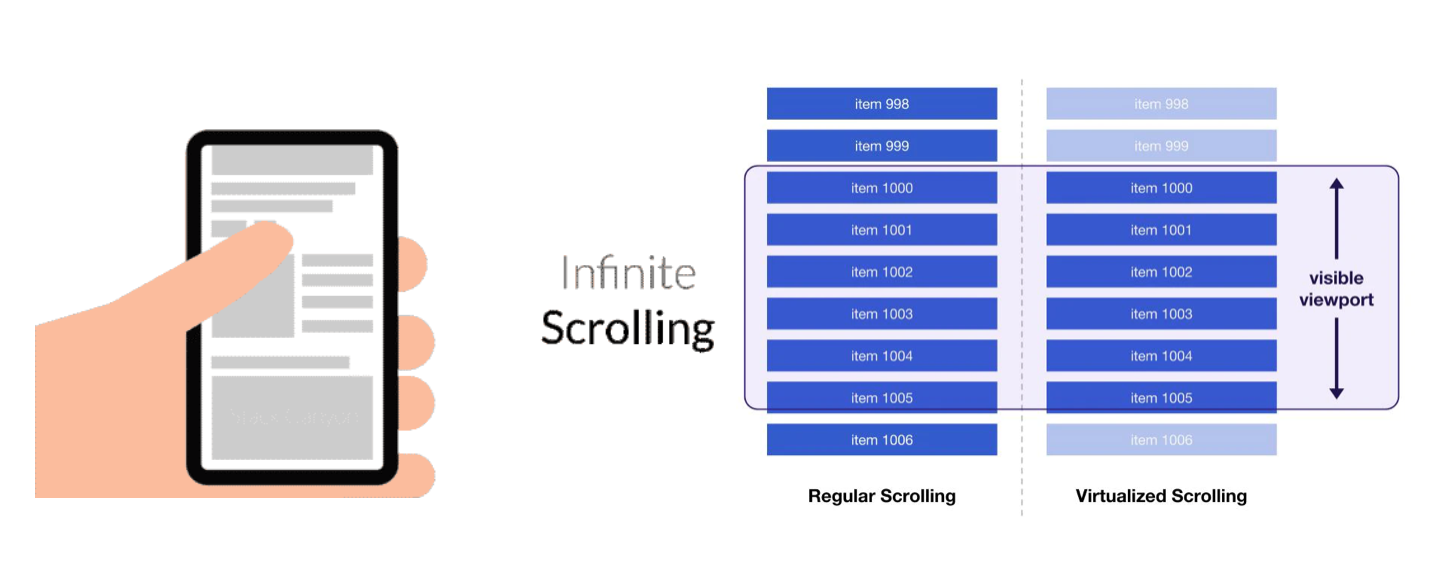 Infinite
Scrolling
item 998
item 999
item 1000
item 1001
item 1002
item 1003
item 1004
item 1005
item 1006
Regular Scrolling
item 998
item 999
item 1000
item 1001
item 1002
item 1003
item 1004
item 1005
item 1006
Virtualized Scrolling
visible
viewport